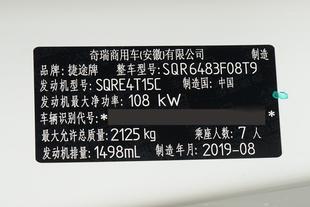 奇瑞商用车(安徽)有限公司 制造
品牌:捷途牌 整车型号:SQR6483F08T9
发动机型号:SQRE4T15C 制造国:中国
发动机最大净功率:108 kW
车辆识别代号:* *
最大允许总质量:2125kg 乘座人数:7人
发动机排量:1498mL 制造年月:2019-08